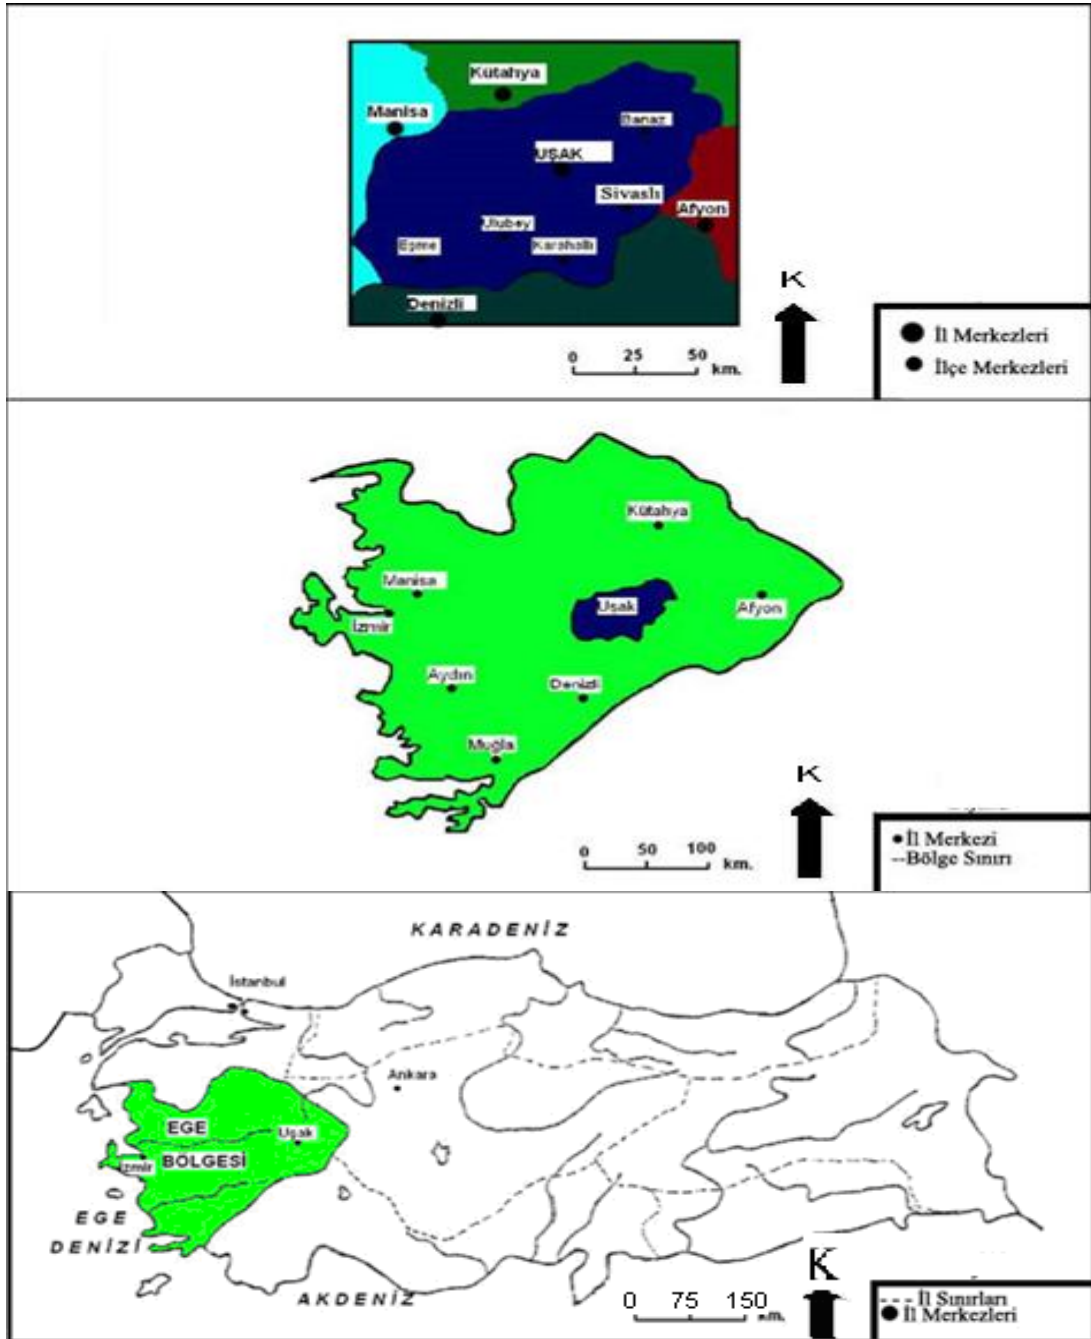 Kütahya
Manisa
Banaz
UŞAK
Sivaslı
Afyon
Ulubey
Eşme
Karahallı
Denizli
K
0 25 50
km.
İl Merkezleri
İlçe Merkezleri
Kütahya
Manisa
Usak
Afyon
İzmir
Aydın
Denizli
Muğla
K
0 50 100
km.
İl Merkezi
Bölge Sınırı
KARADENİZ
İstanbul
Ankara
EGE
Uşak
BÖLGESİ
İzmir
EGE
DENİZİ
AKDENİZ
K
0 75 150
km.
İl Sınırları
İl Merkezleri